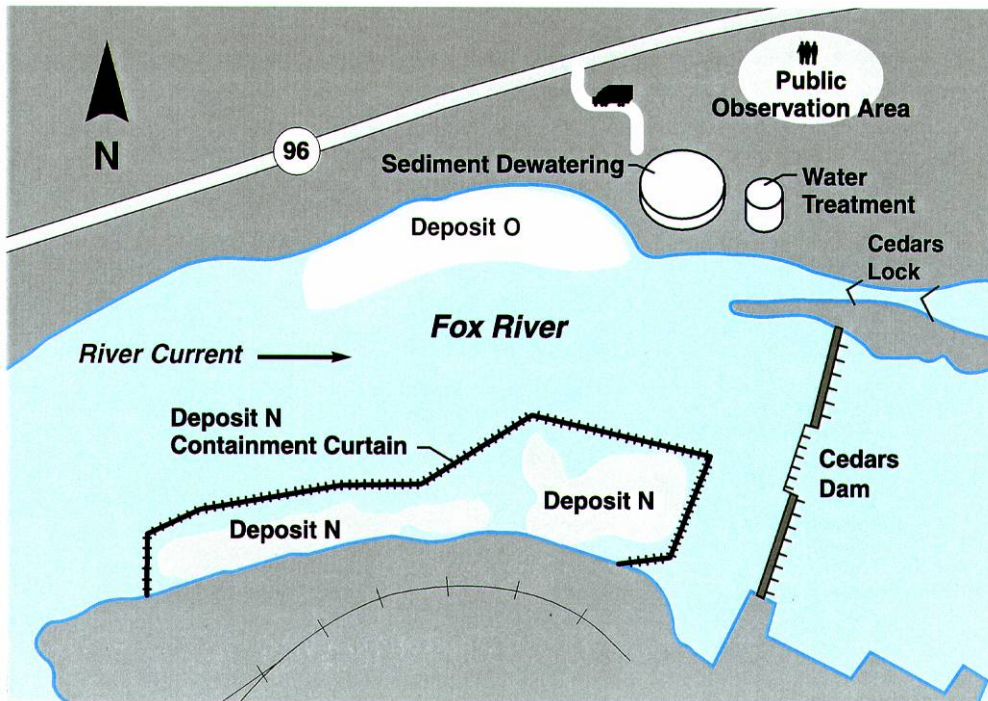 N
96
Public
Observation Area
Sediment Dewatering
Water
Treatment
Deposit O
Cedars
Lock
Fox River
River Current
Deposit N
Containment Curtain
Cedars
Dam
Deposit N
Deposit N